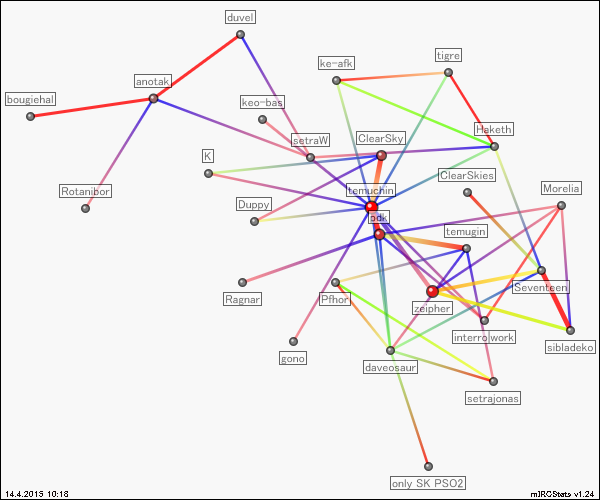 duvel
ke-afk
tigre
anotak
bougiehal
keo-bas
Haketh
setraW
ClearSky
K
ClearSkies
temuchin
Morelia
Rotanibor
Duppy
temugin
Seventeen
Ragnar
Pfhor
zeipher
interro|work
sibladeko
gono
daveosaur
setrajonas
only SK PSO2
14.4.2013 10:18
mIRCStats v1.24